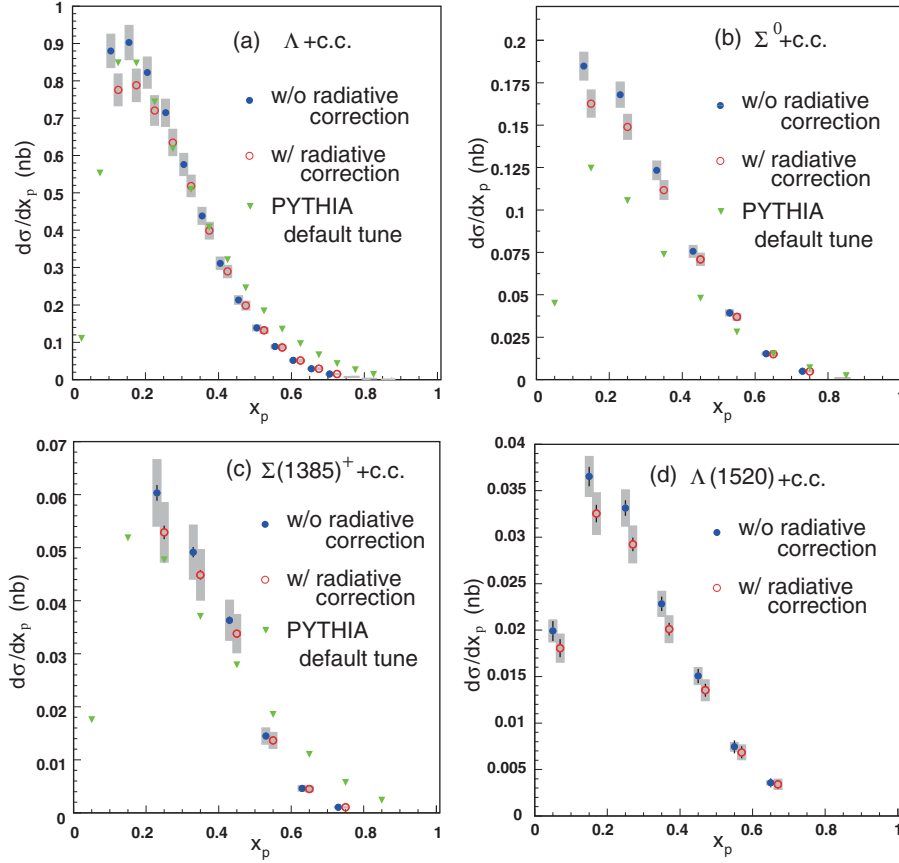 (a) Λ+c.c.
w/o radiative
correction
w/ radiative
correction
PYTHIA
default tune
dσ/dx_p (nb)
1
0.9
0.8
0.7
0.6
0.5
0.4
0.3
0.2
0.1
0
0 0.2 0.4 0.6 0.8 1
x_p
(b) Σ^0+c.c.
w/o radiative
correction
w/ radiative
correction
PYTHIA
default tune
dσ/dx_p (nb)
0.2
0.175
0.15
0.125
0.1
0.075
0.05
0.025
0
0 0.2 0.4 0.6 0.8 1
x_p
(c) Σ(1385)^+ +c.c.
w/o radiative
correction
w/ radiative
correction
PYTHIA
default tune
dσ/dx_p (nb)
0.07
0.06
0.05
0.04
0.03
0.02
0.01
0
0 0.2 0.4 0.6 0.8 1
x_p
(d) Λ(1520)+c.c.
w/o radiative
correction
w/ radiative
correction
dσ/dx_p (nb)
0.04
0.035
0.03
0.025
0.02
0.015
0.01
0.005
0
0 0.2 0.4 0.6 0.8 1
x_p